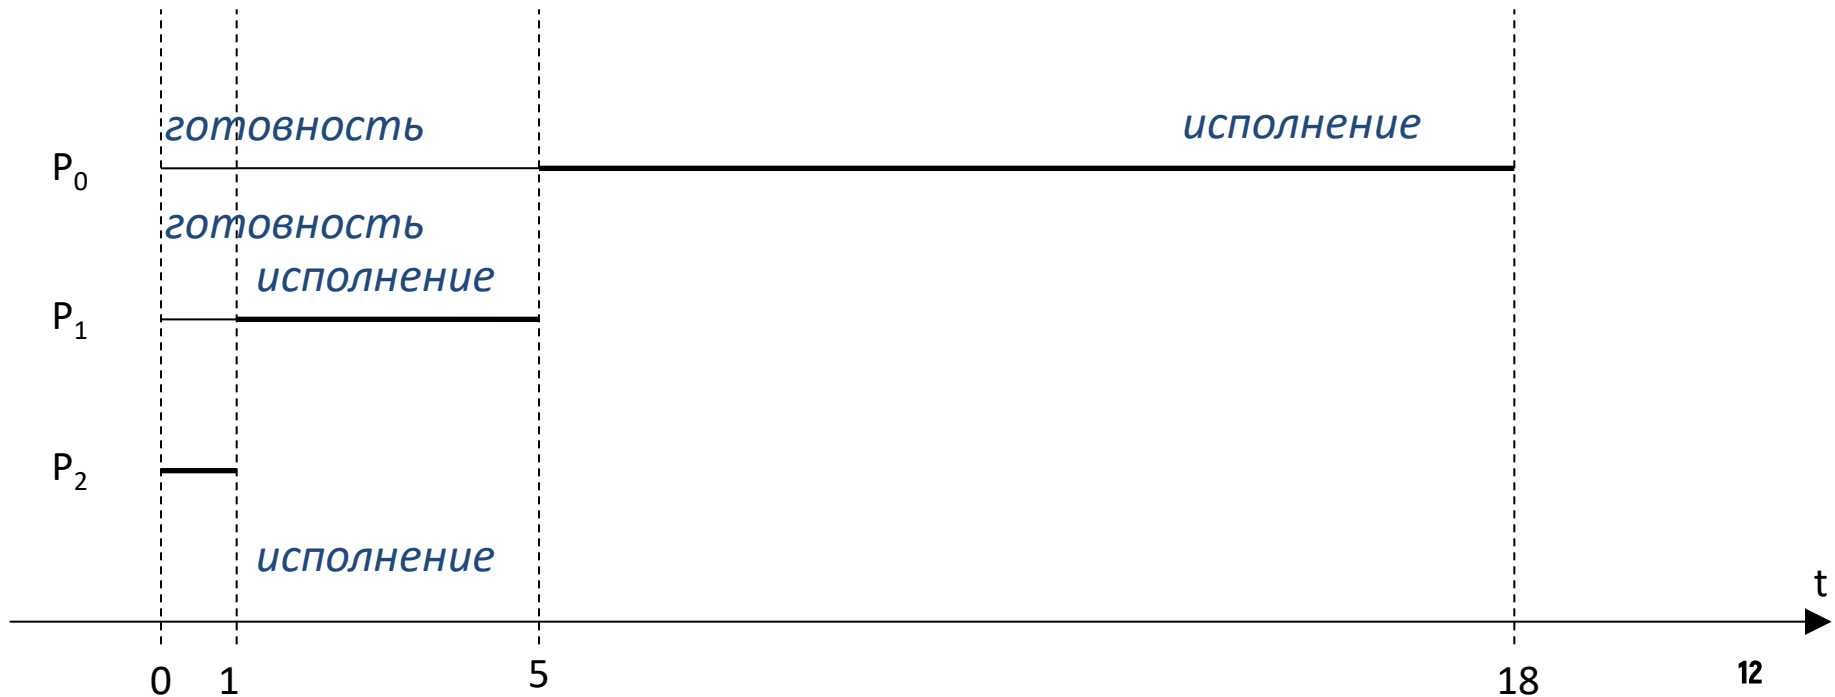 готовность исполнение
P₀
готовность
исполнение
P₁
P₂
исполнение
t
0 1 5 18 12